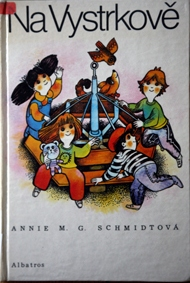 Na Vystrkově
ANNIE M. G. SCHMIDTOVÁ
Albatros